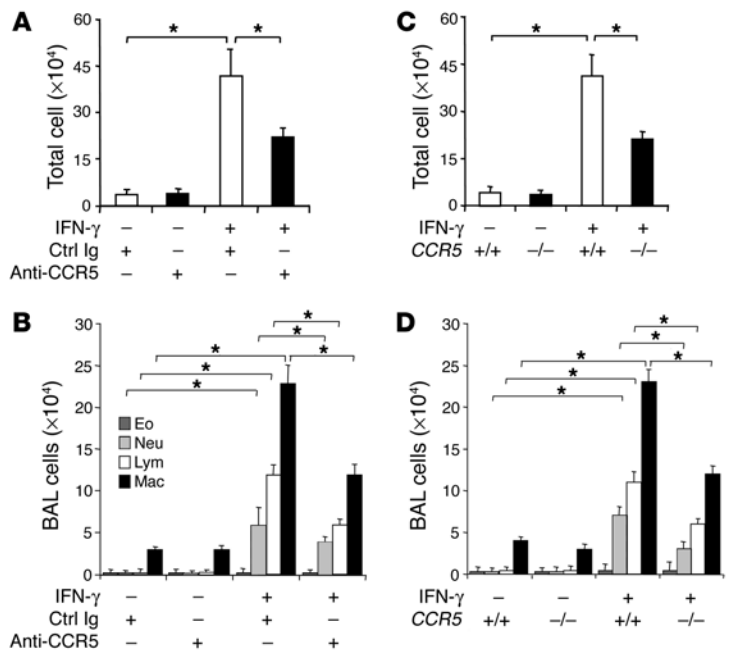 A
Total cell (×10⁴)
60
45
30
15
0
* *
IFN-γ – – + +
Ctrl Ig + – + –
Anti-CCR5 – + – +
C
Total cell (×10⁴)
60
45
30
15
0
* *
IFN-γ – – + +
CCR5 +/+ –/– +/+ –/–
B
BAL cells (×10⁴)
30
25
20
15
10
5
0
*
*
* *
*
*
Eo
Neu
Lym
Mac
IFN-γ – – + +
Ctrl Ig + – + –
Anti-CCR5 – + – +
D
BAL cells (×10⁴)
30
25
20
15
10
5
0
*
*
* *
*
*
IFN-γ – – + +
CCR5 +/+ –/– +/+ –/–